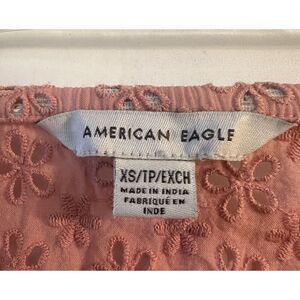 AMERICAN EAGLE
XS/TP/EXCH
MADE IN INDIA
FABRIQUÉ EN
INDE